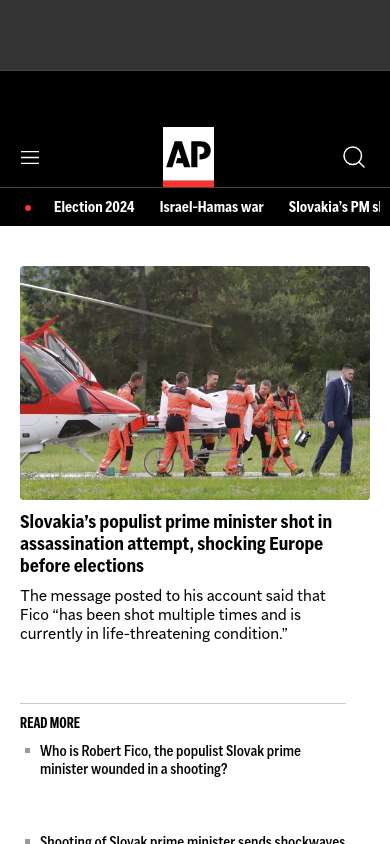 AP
Election 2024 Israel-Hamas war Slovakia's PM
Slovakia's populist prime minister shot in
assassination attempt, shocking Europe
before elections
The message posted to his account said that
Fico “has been shot multiple times and is
currently in life-threatening condition.”
READ MORE
Who is Robert Fico, the populist Slovak prime
minister wounded in a shooting?
Shooting of Slovak prime minister sends shockwaves